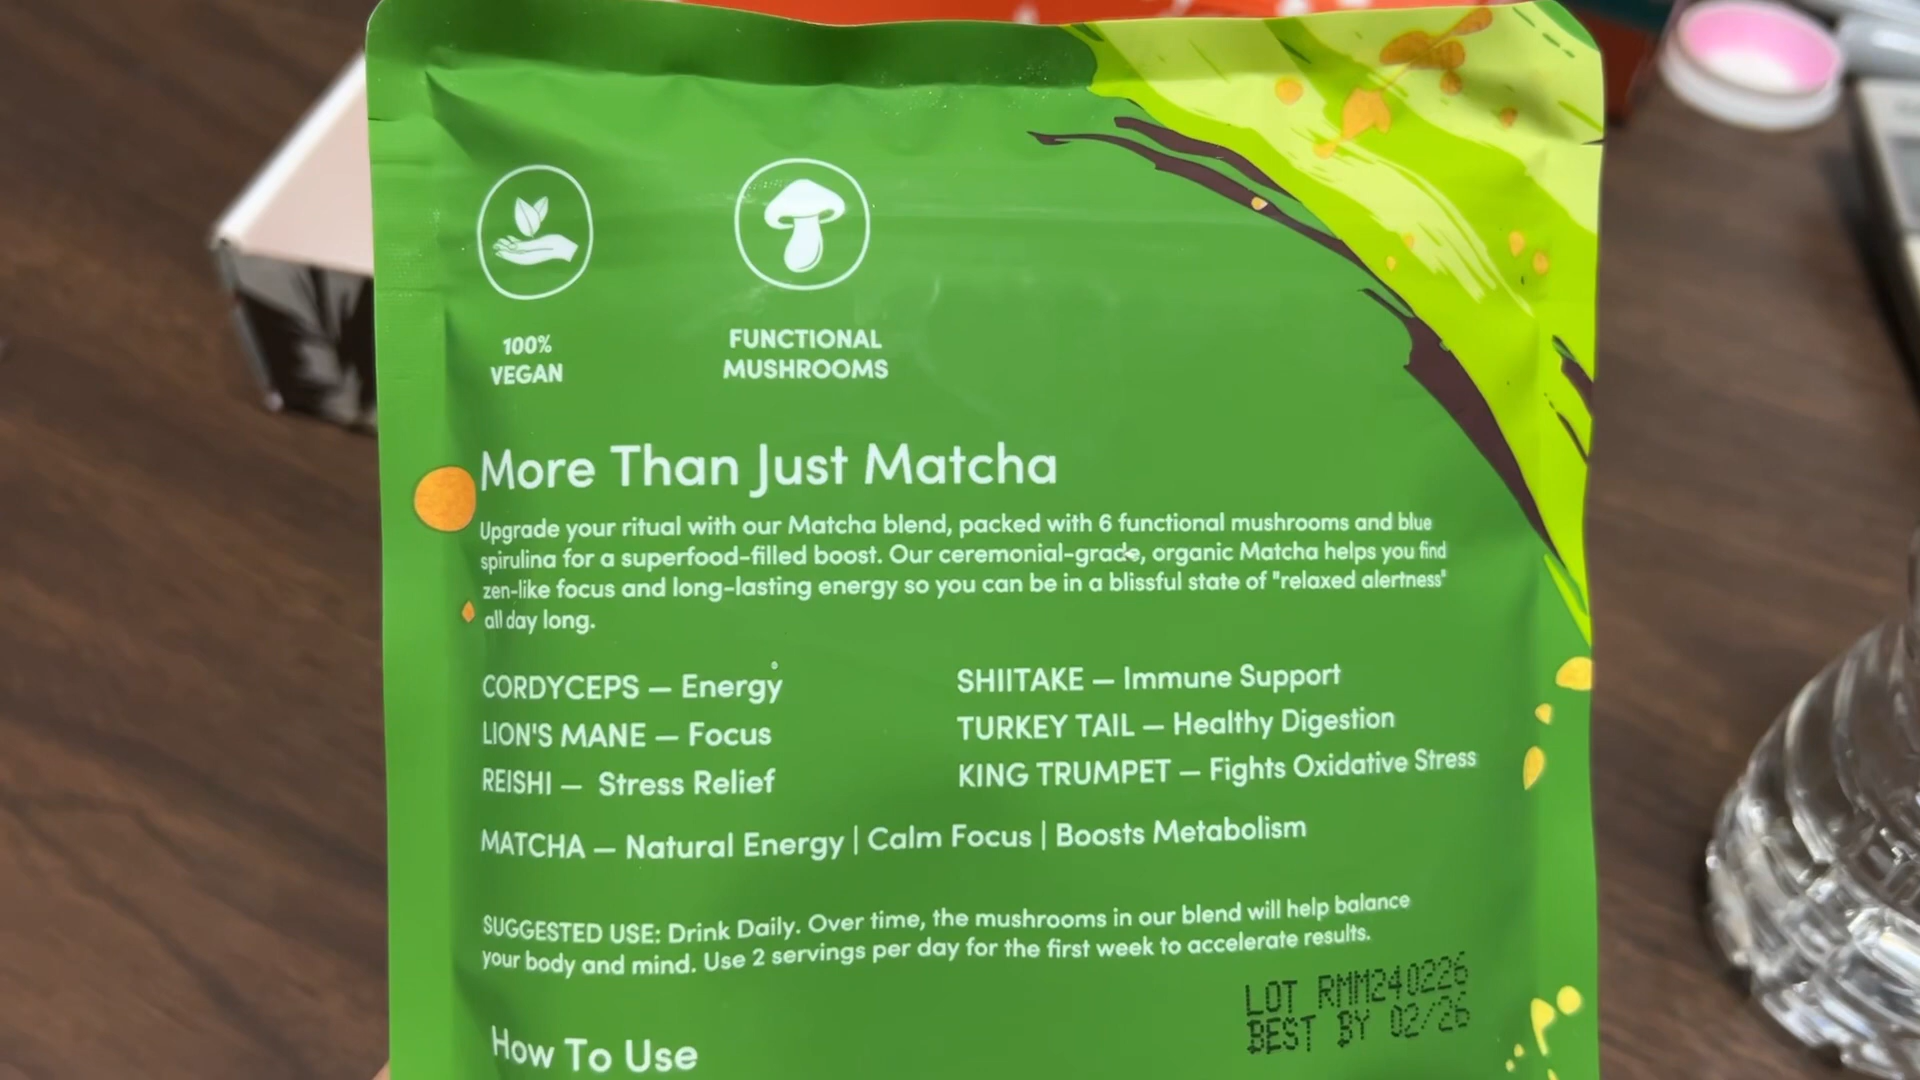 100%
VEGAN
FUNCTIONAL
MUSHROOMS
More Than Just Matcha
Upgrade your ritual with our Matcha blend, packed with 6 functional mushrooms and blue
spirulina for a superfood-filled boost. Our ceremonial-grade, organic Matcha helps you find
zen-like focus and long-lasting energy so you can be in a blissful state of "relaxed alertness"
all day long.
CORDYCEPS — Energy
LION'S MANE — Focus
REISHI — Stress Relief
SHIITAKE — Immune Support
TURKEY TAIL — Healthy Digestion
KING TRUMPET — Fights Oxidative Stress
MATCHA — Natural Energy | Calm Focus | Boosts Metabolism
SUGGESTED USE: Drink Daily. Over time, the mushrooms in our blend will help balance
your body and mind. Use 2 servings per day for the first week to accelerate results.
LOT RMM240226
BEST BY 02/26
How To Use